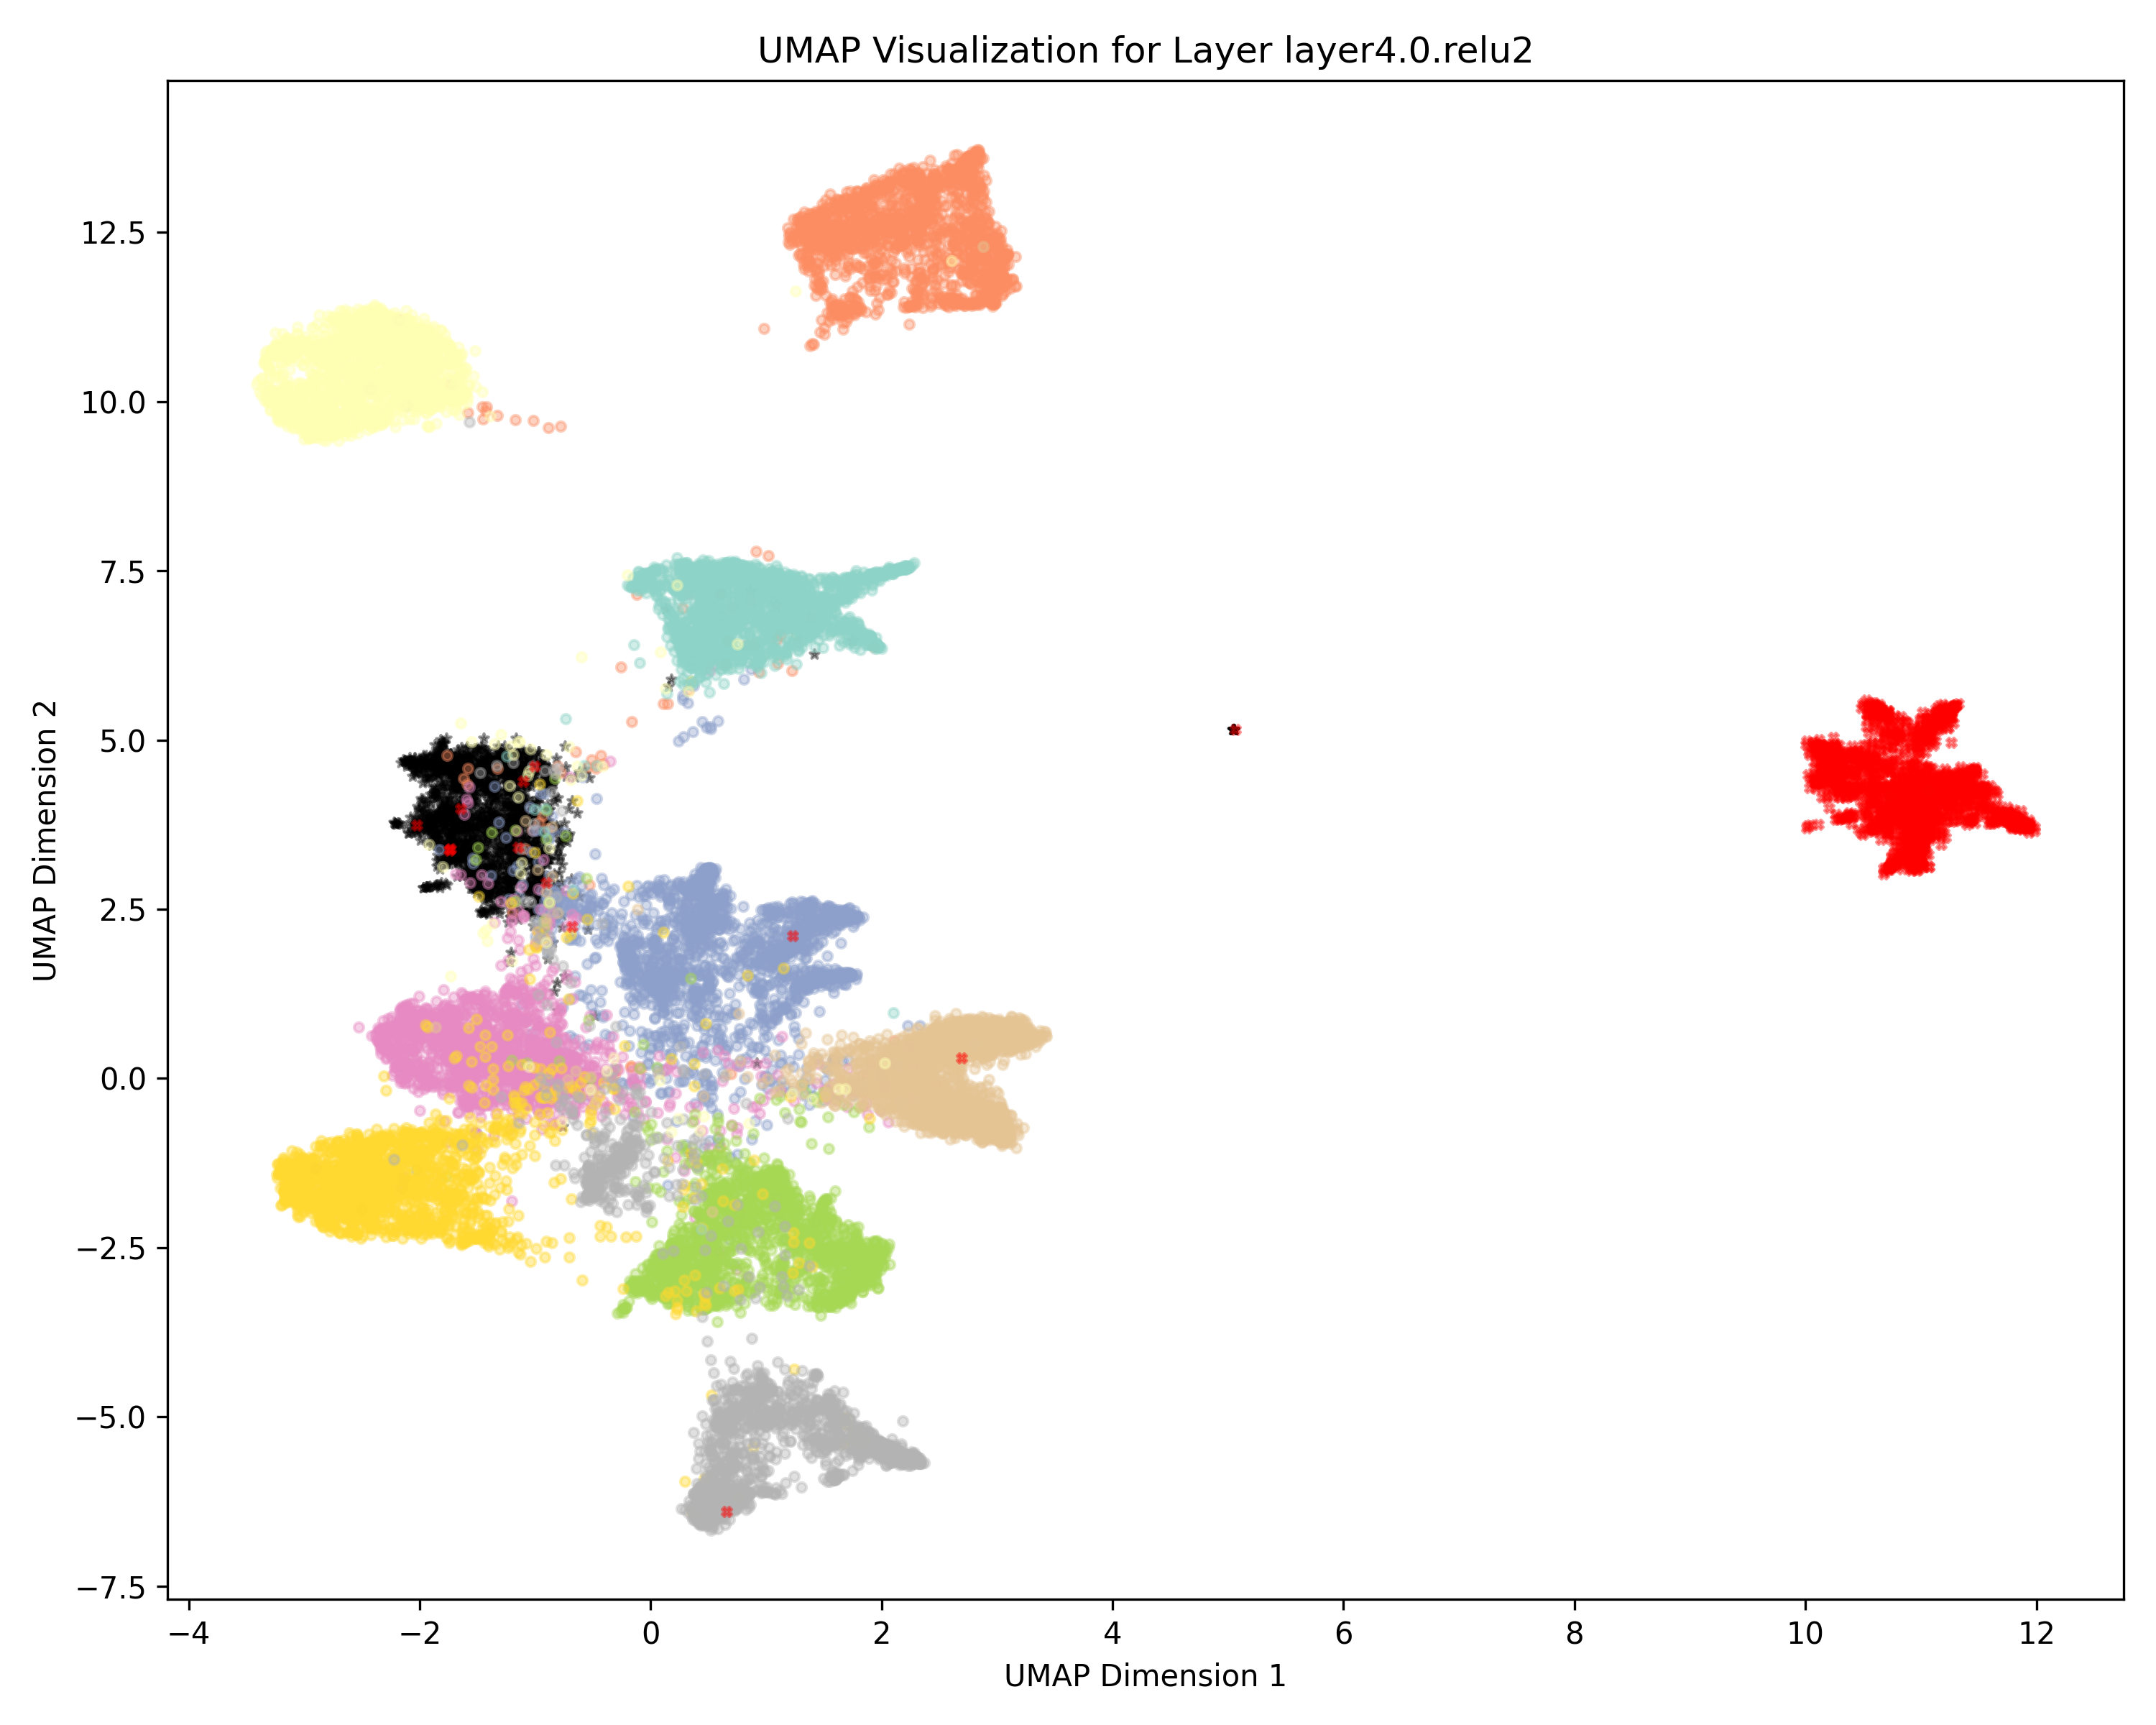 UMAP Visualization for Layer layer4.0.relu2
12.5
10.0
7.5
5.0
2.5
0.0
−2.5
−5.0
−7.5
UMAP Dimension 2
−4 −2 0 2 4 6 8 10 12
UMAP Dimension 1